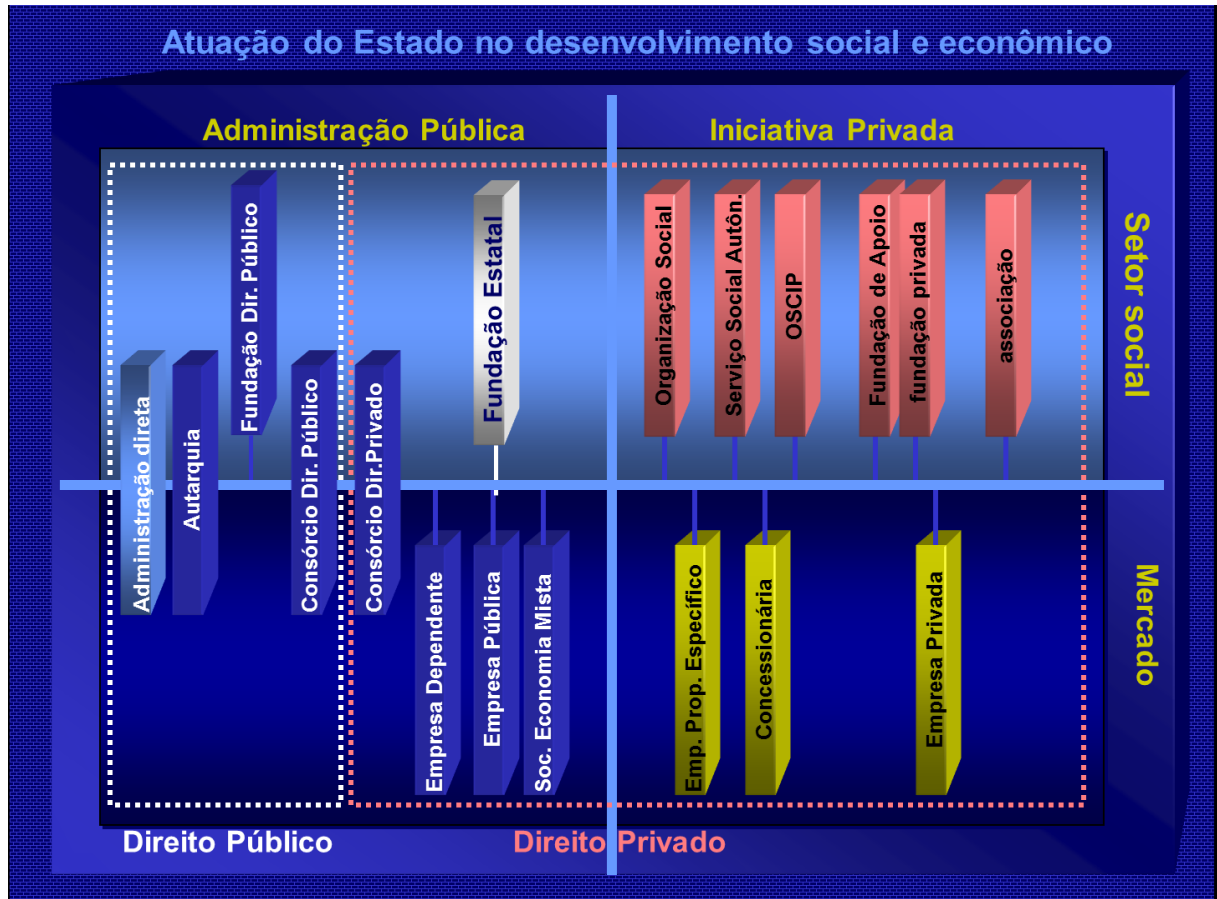 Atuação do Estado no desenvolvimento social e econômico
Administração Pública
Iniciativa Privada
Administração direta
Autarquia
Fundação Dir. Público
Consórcio Dir. Público
Consórcio Dir.Privado
Fundação Estatal
Organização Social
Serviço Social Autôn.
OSCIP
Fundação de Apoio
fundação privada
associação
Setor social
Empresa Dependente
Empresa Pública
Soc. Economia Mista
Emp. Prop. Específico
Concessionária
Empresa Privada
Mercado
Direito Público
Direito Privado